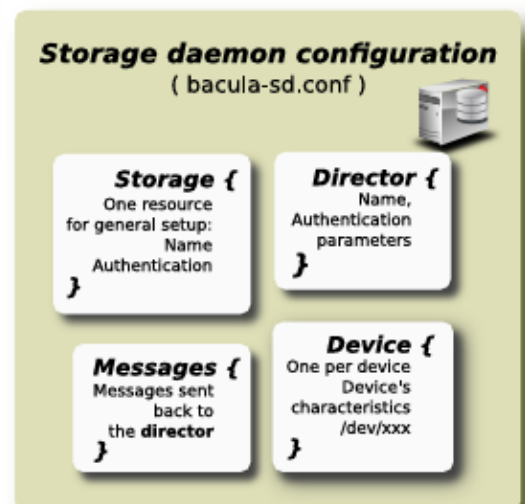 Storage daemon configuration
( bacula-sd.conf )
Storage {
One resource
for general setup:
Name
Authentication
}
Director {
Name,
Authentication
parameters
}
Messages {
Messages sent
back to
the director
}
Device {
One per device
Device's
characteristics
/dev/xxx
}